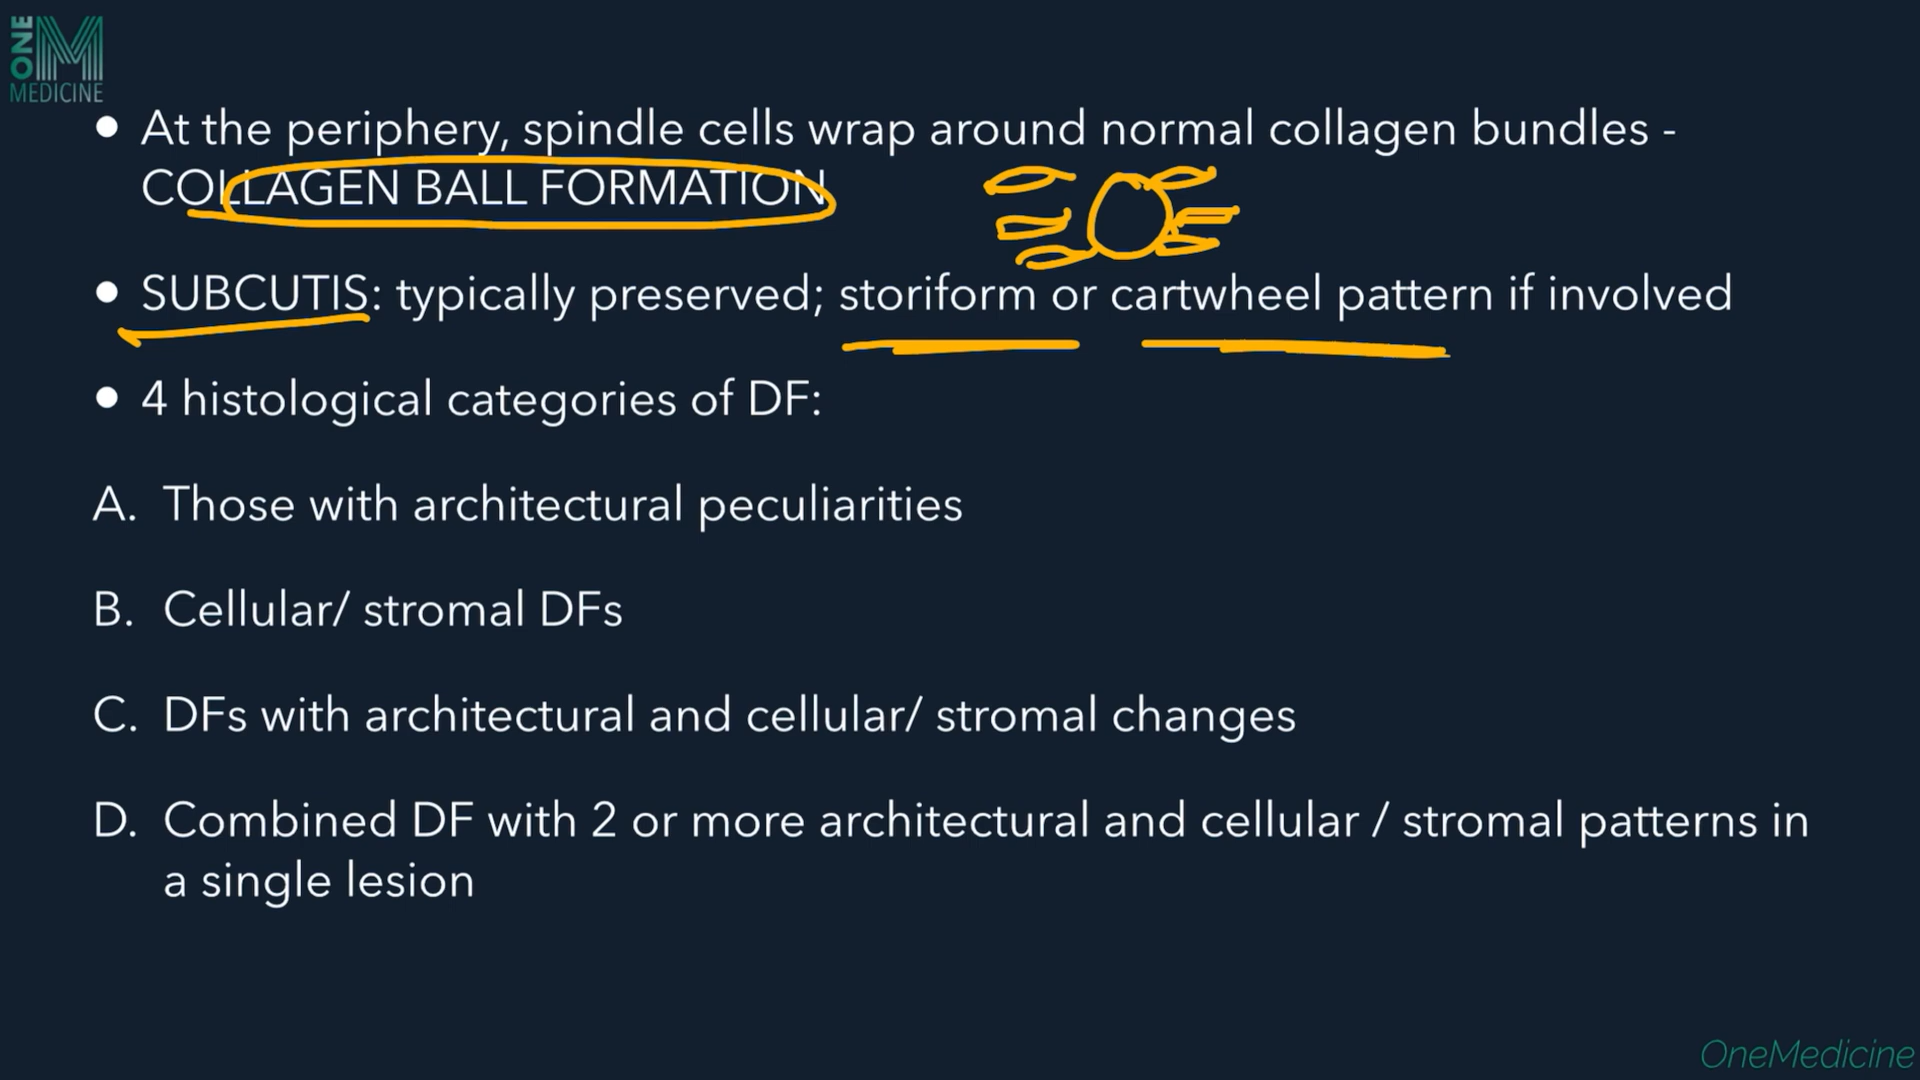 ONE
M
MEDICINE
• At the periphery, spindle cells wrap around normal collagen bundles -
COLLAGEN BALL FORMATION
• SUBCUTIS: typically preserved; storiform or cartwheel pattern if involved
• 4 histological categories of DF:
A. Those with architectural peculiarities
B. Cellular/ stromal DFs
C. DFs with architectural and cellular/ stromal changes
D. Combined DF with 2 or more architectural and cellular / stromal patterns in
a single lesion
OneMedicine